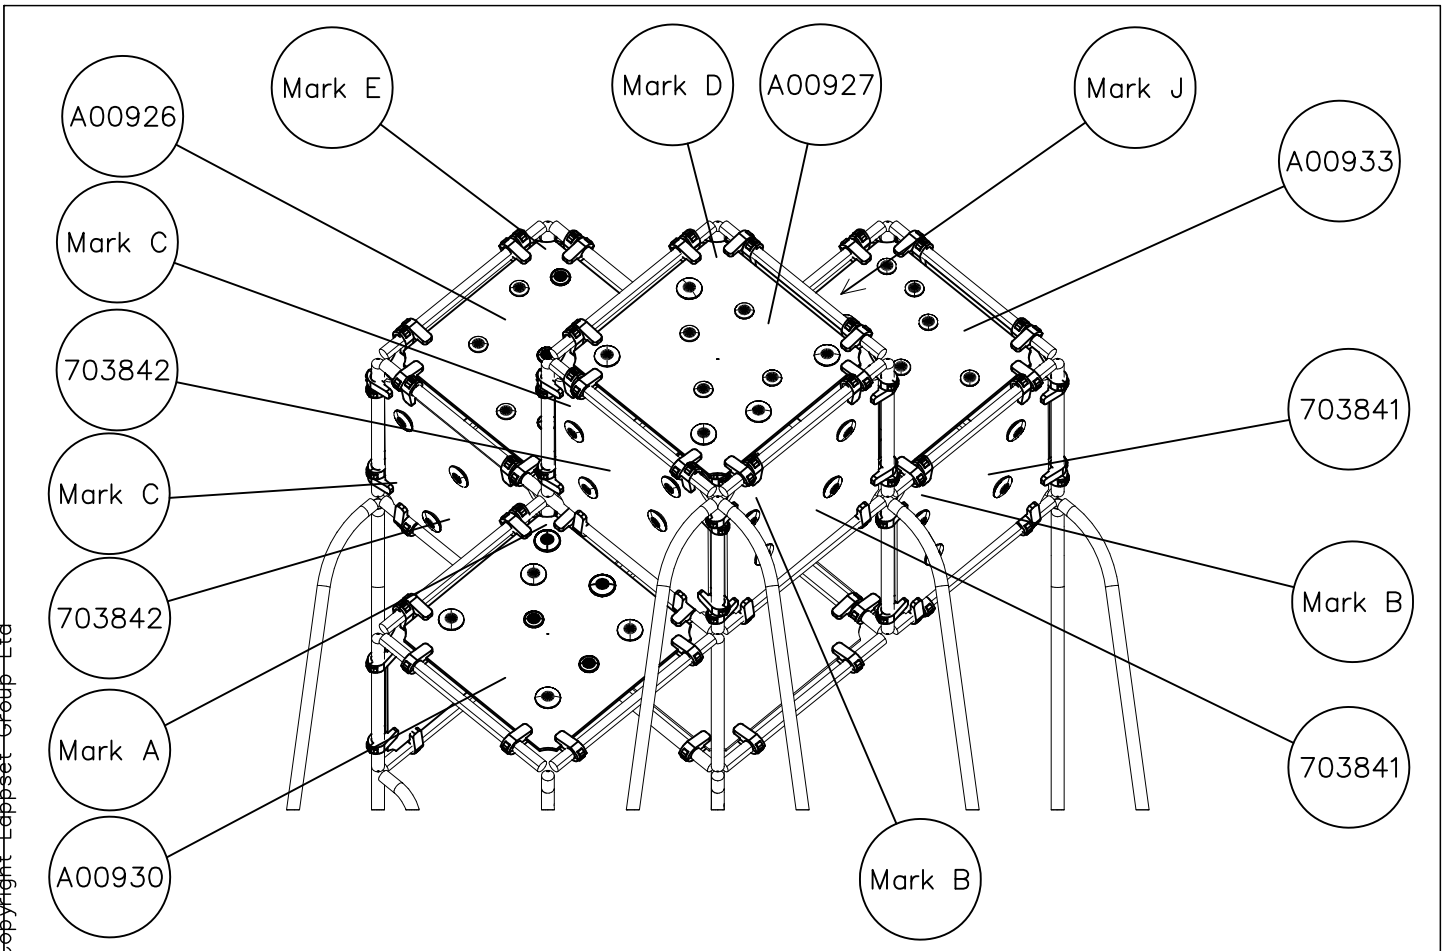 Mark E
Mark D
A00927
Mark J
A00926
A00933
Mark C
703842
703841
Mark C
Mark B
703842
Mark A
703841
A00930
Mark B
Copyright Lappset Group Ltd